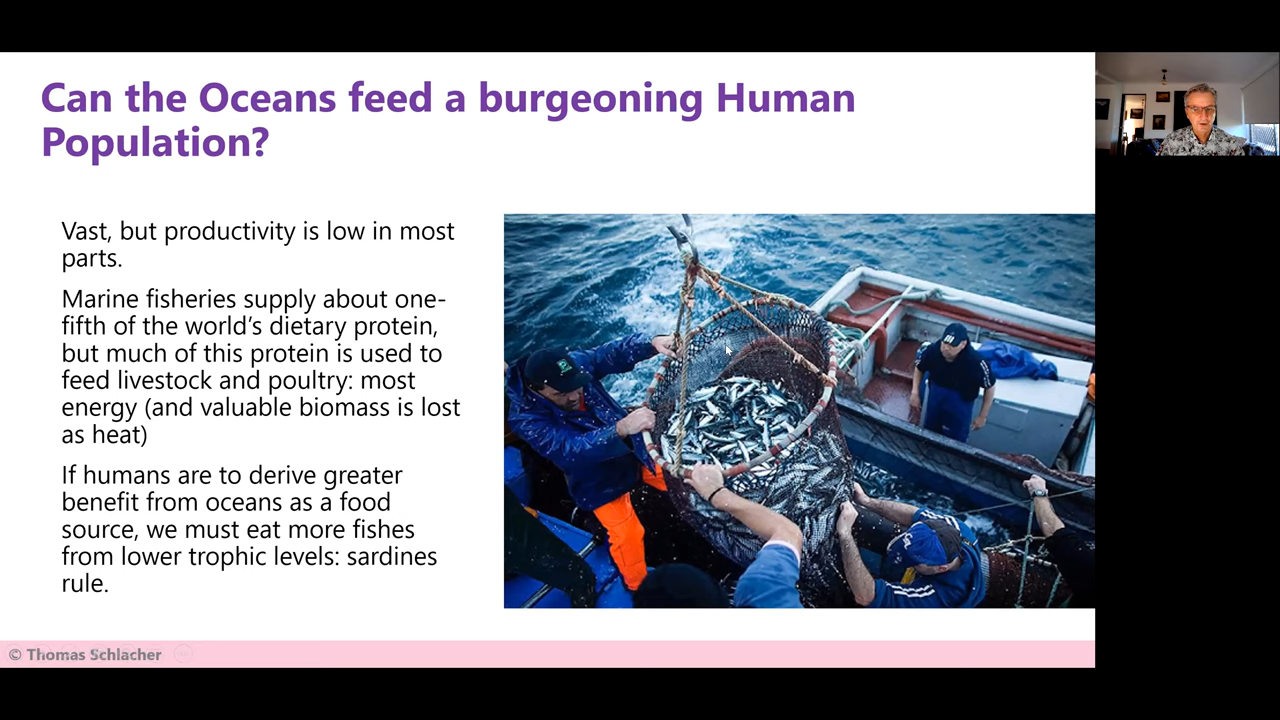 Can the Oceans feed a burgeoning Human
Population?
Vast, but productivity is low in most
parts.
Marine fisheries supply about one-
fifth of the world's dietary protein,
but much of this protein is used to
feed livestock and poultry: most
energy (and valuable biomass is lost
as heat)
If humans are to derive greater
benefit from oceans as a food
source, we must eat more fishes
from lower trophic levels: sardines
rule.
© Thomas Schlacher